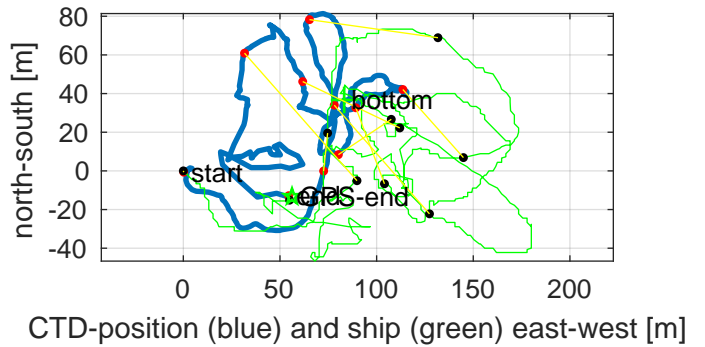 80
60
40
20
0
-20
-40
north-south [m]
bottom
start
end
GPS-end
0
50
100
150
200
CTD-position (blue) and ship (green) east-west [m]